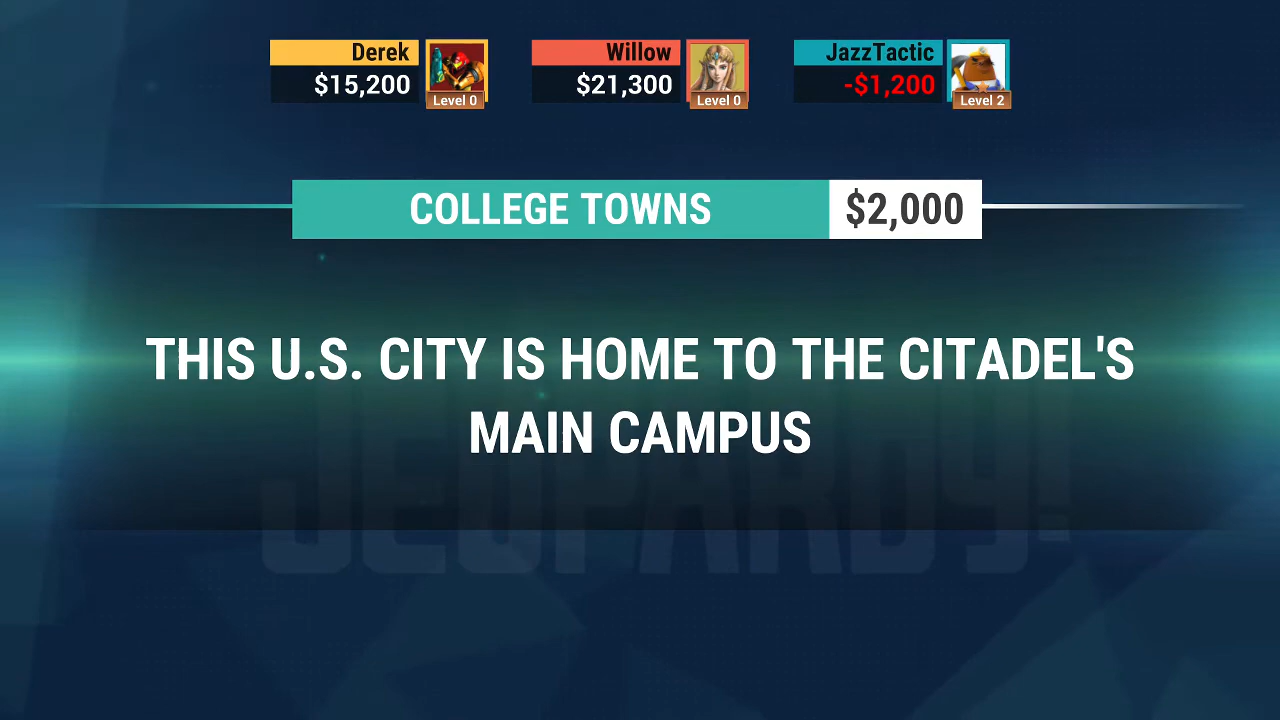 Derek
$15,200
Level 0
Willow
$21,300
Level 0
JazzTactic
-$1,200
Level 2
COLLEGE TOWNS
$2,000
THIS U.S. CITY IS HOME TO THE CITADEL'S
MAIN CAMPUS
JEOPARDY!